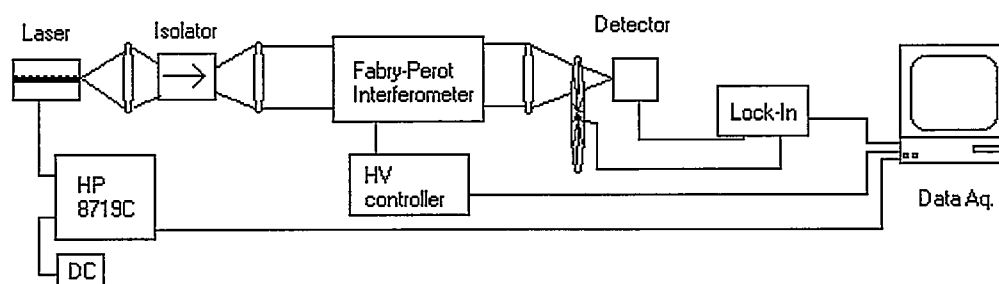 Laser
Isolator
Detector
Fabry-Perot
Interferometer
Lock-In
HV
controller
HP
8719C
Data Aq.
DC